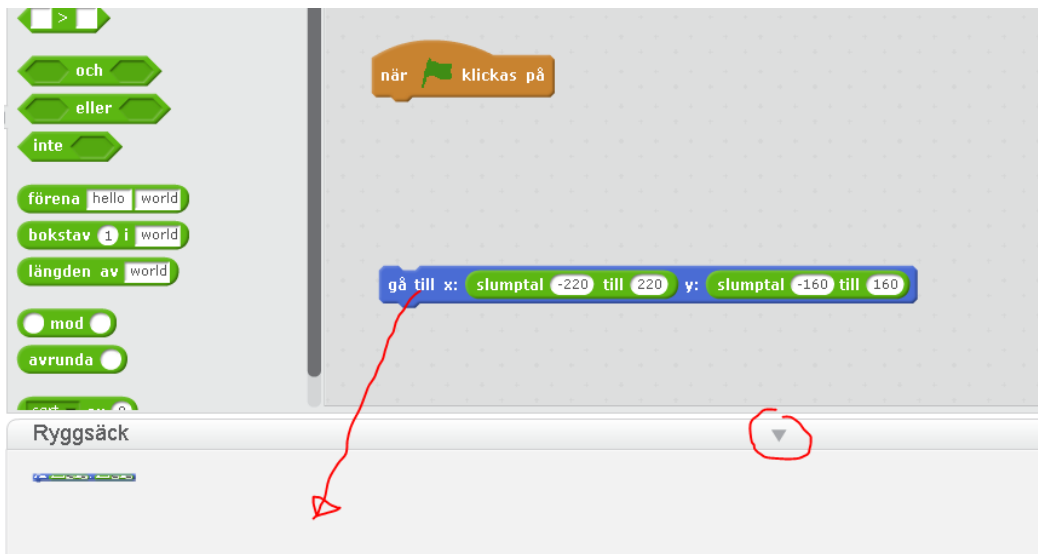 >
och
eller
inte
förena hello world
bokstav 1 i world
längden av world
mod
avrunda
när klickas på
gå till x: slumptal -220 till 220 y: slumptal -160 till 160
Ryggsäck